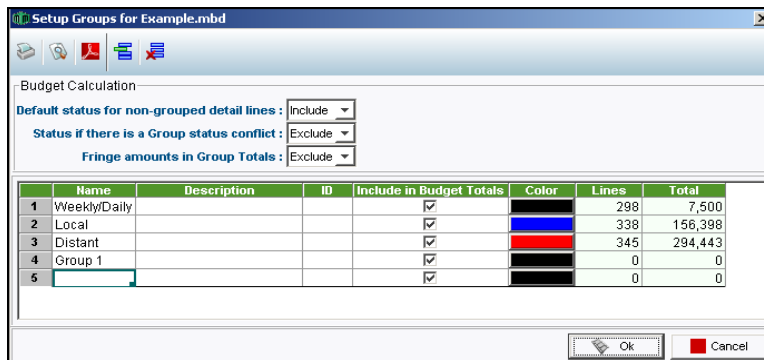 Setup Groups for Example.mbd
Budget Calculation
Default status for non-grouped detail lines : Include
Status if there is a Group status conflict : Exclude
Fringe amounts in Group Totals : Exclude
Name Description ID Include in Budget Totals Color Lines Total
1 Weekly/Daily 298 7,500
2 Local 338 156,398
3 Distant 345 294,443
4 Group 1 0 0
5 0 0
Ok Cancel